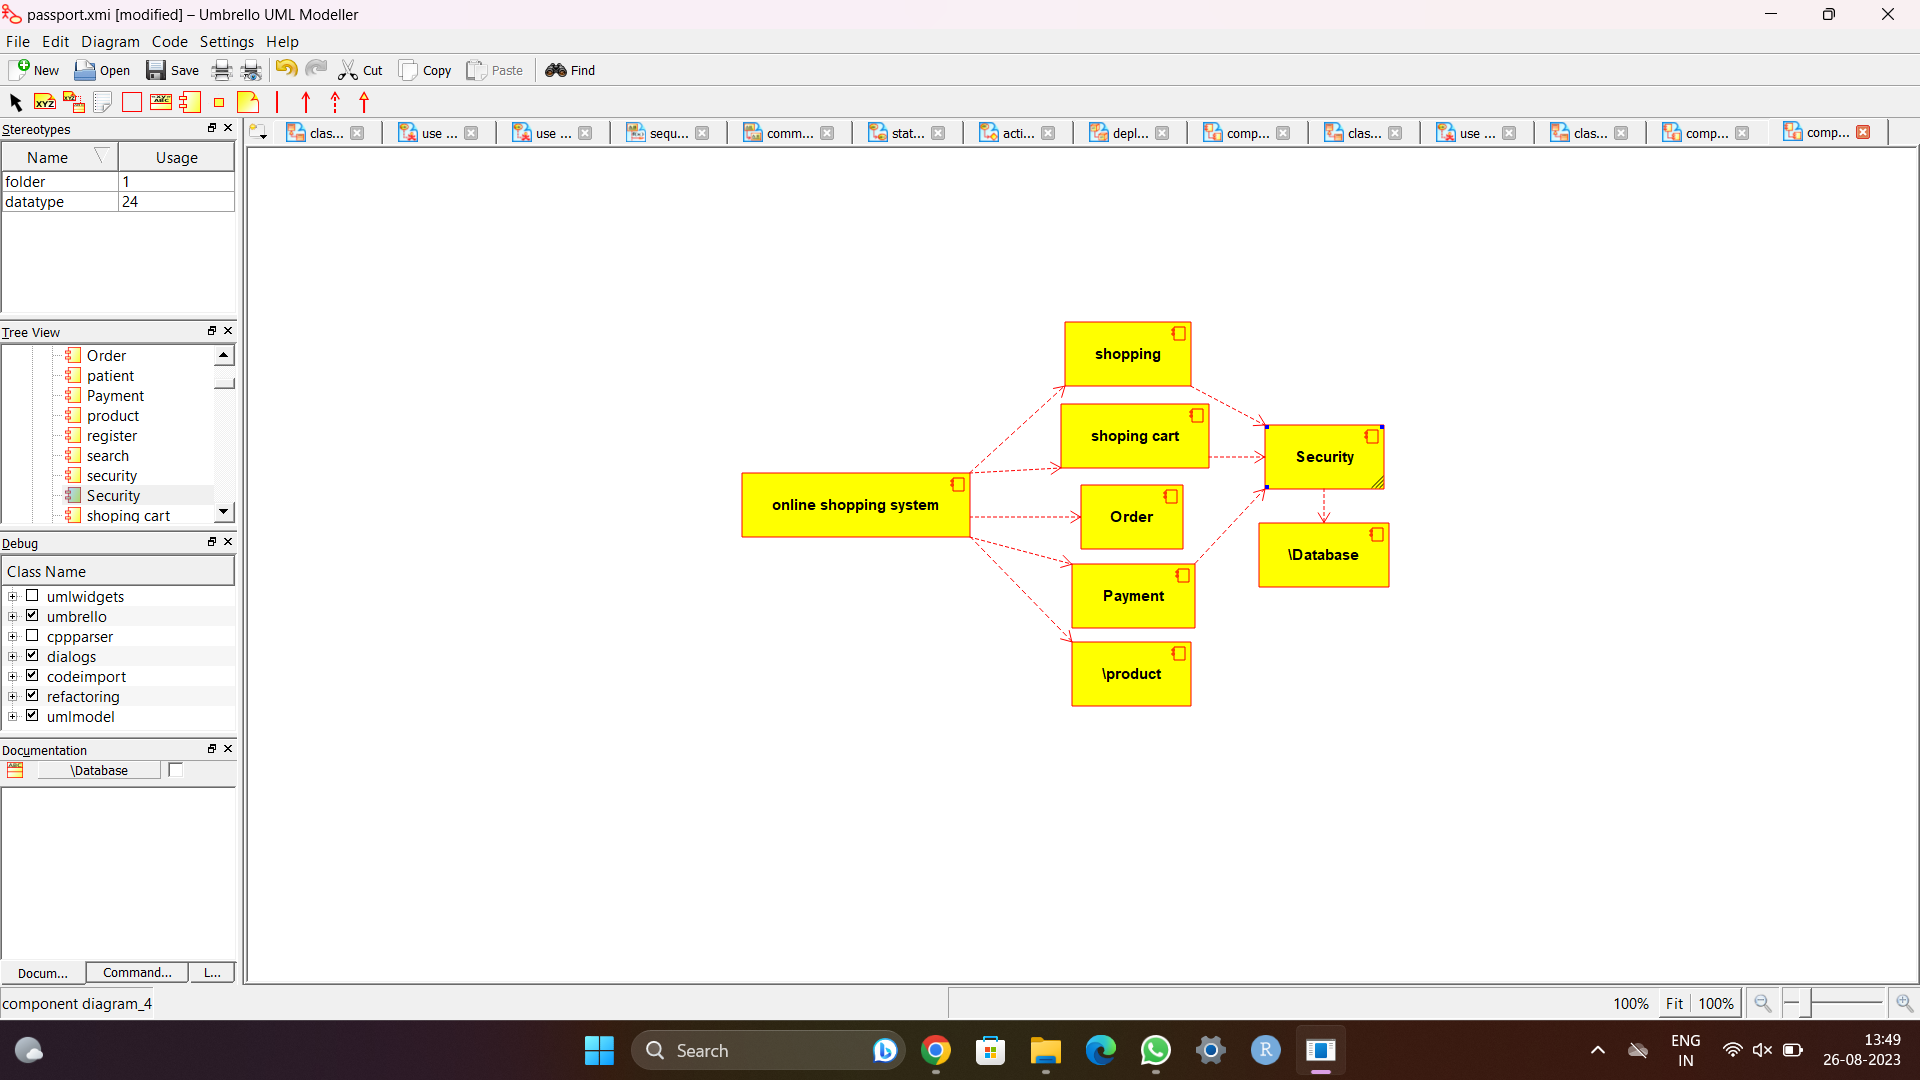 passport.xmi [modified] – Umbrello UML Modeller
File Edit Diagram Code Settings Help
New Open Save Cut Copy Paste Find
Stereotypes
clas... use ... use ... sequ... comm... stat... acti... depl... comp... clas... use ... clas... comp... comp...
Name Usage
folder 1
datatype 24
Tree View
Order
patient
Payment
product
register
search
security
Security
shoping cart
Debug
Class Name
umlwidgets
umbrello
cppparser
dialogs
codeimport
refactoring
umlmodel
Documentation
\Database
Docum... Command... L...
shopping
shoping cart
Security
online shopping system
Order
\Database
Payment
\product
component diagram_4
100% Fit 100%
Search
ENG
IN
13:49
26-08-2023